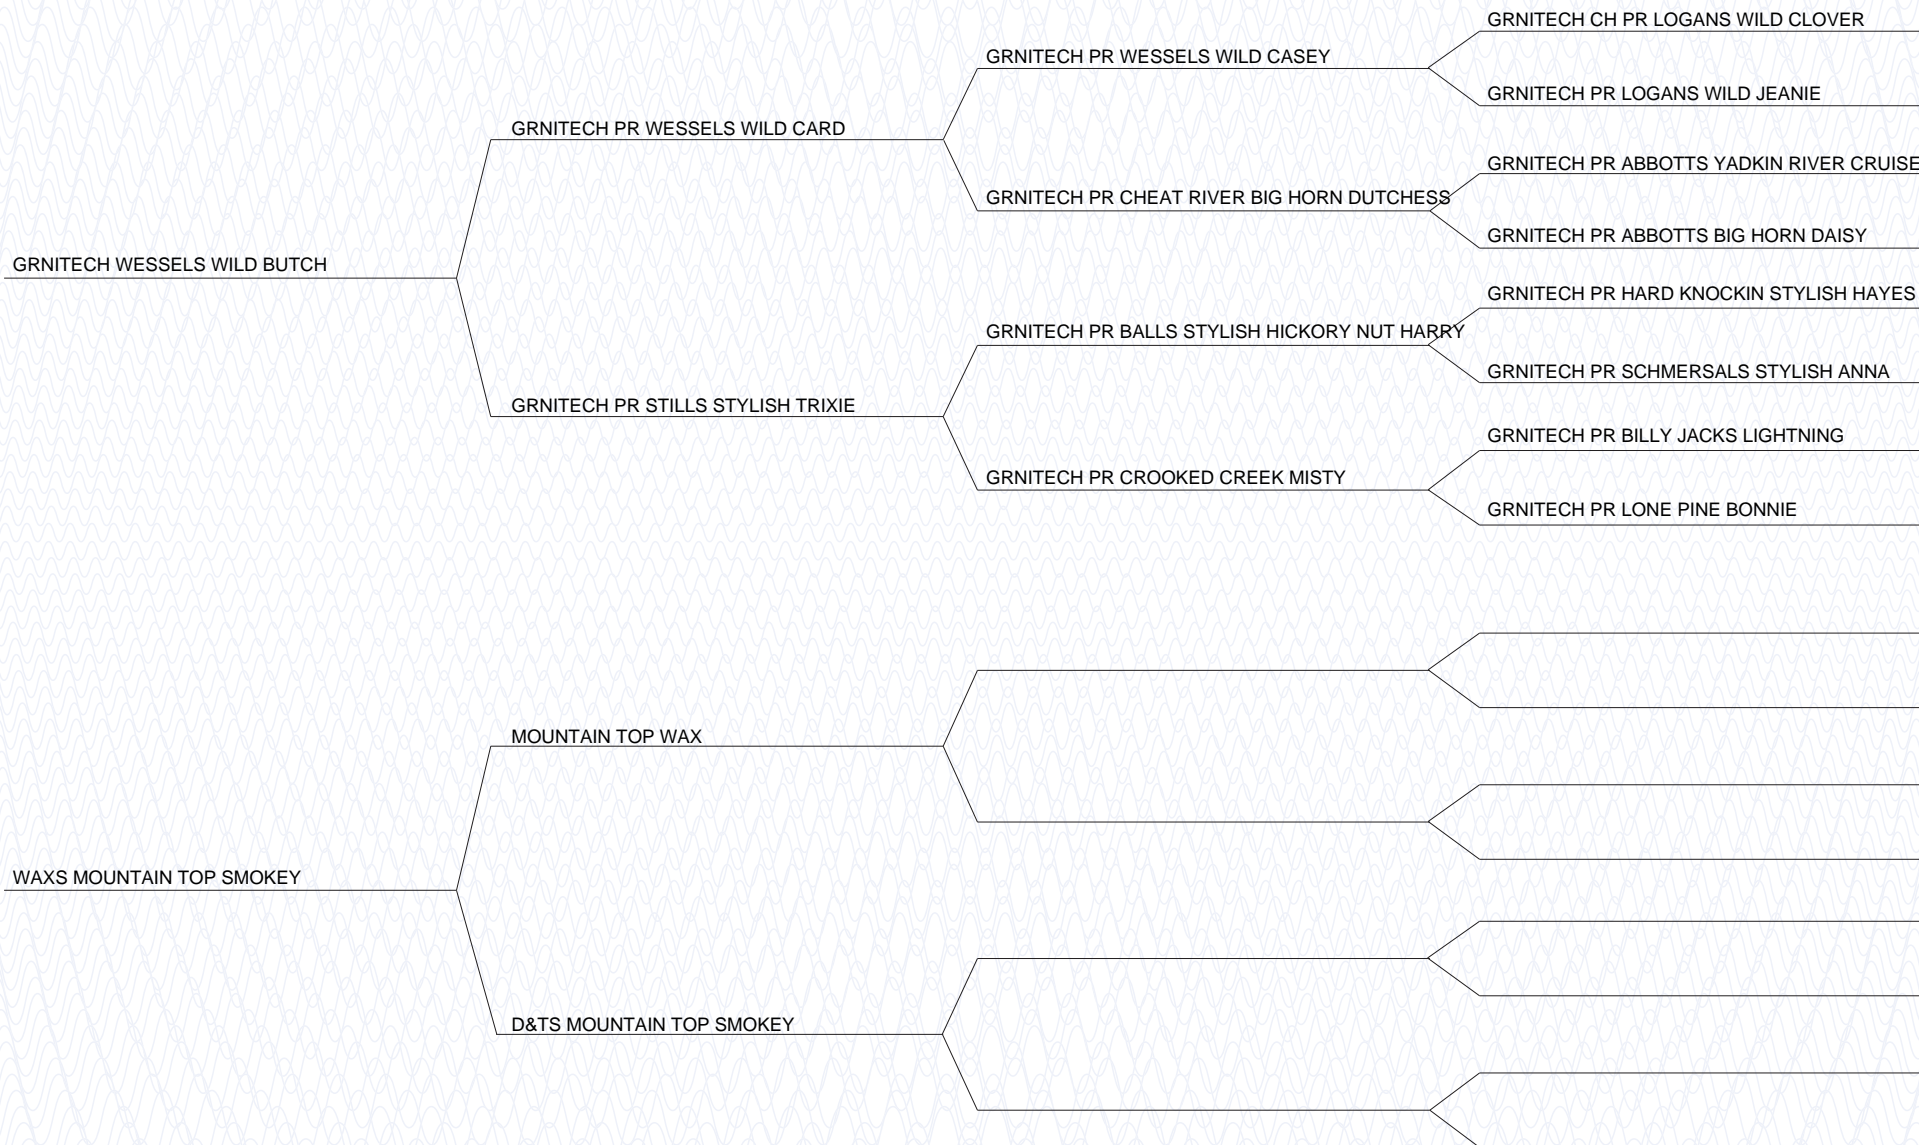 GRNITECH CH PR LOGANS WILD CLOVER
GRNITECH PR WESSELS WILD CASEY
GRNITECH PR LOGANS WILD JEANIE
GRNITECH PR WESSELS WILD CARD
GRNITECH PR ABBOTTS YADKIN RIVER CRUISE
GRNITECH PR CHEAT RIVER BIG HORN DUTCHESS
GRNITECH PR ABBOTTS BIG HORN DAISY
GRNITECH WESSELS WILD BUTCH
GRNITECH PR HARD KNOCKIN STYLISH HAYES
GRNITECH PR BALLS STYLISH HICKORY NUT HARRY
GRNITECH PR SCHMERSALS STYLISH ANNA
GRNITECH PR STILLS STYLISH TRIXIE
GRNITECH PR BILLY JACKS LIGHTNING
GRNITECH PR CROOKED CREEK MISTY
GRNITECH PR LONE PINE BONNIE
MOUNTAIN TOP WAX
WAXS MOUNTAIN TOP SMOKEY
D&TS MOUNTAIN TOP SMOKEY